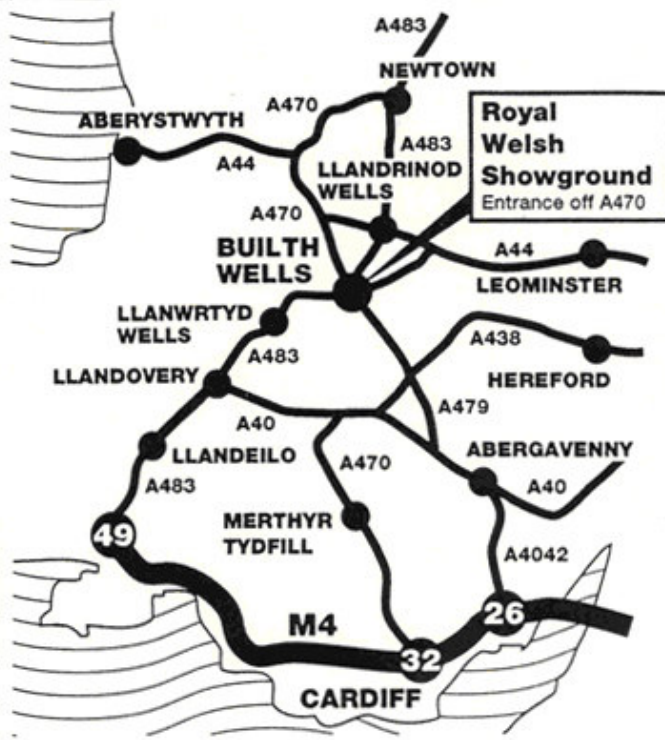 A483
NEWTOWN
A470
ABERYSTWYTH
A483
A44
Royal
Welsh
Showground
Entrance off A470
LLANDRINOD
WELLS
A470
BUILTH
WELLS
A44
LEOMINSTER
LLANWRTYD
WELLS
A438
A483
LLANDOVERY
HEREFORD
A479
A40
ABERGAVENNY
LLANDEILO
A470
A483
A40
MERTHYR
TYDFILL
49
A4042
26
M4
32
CARDIFF